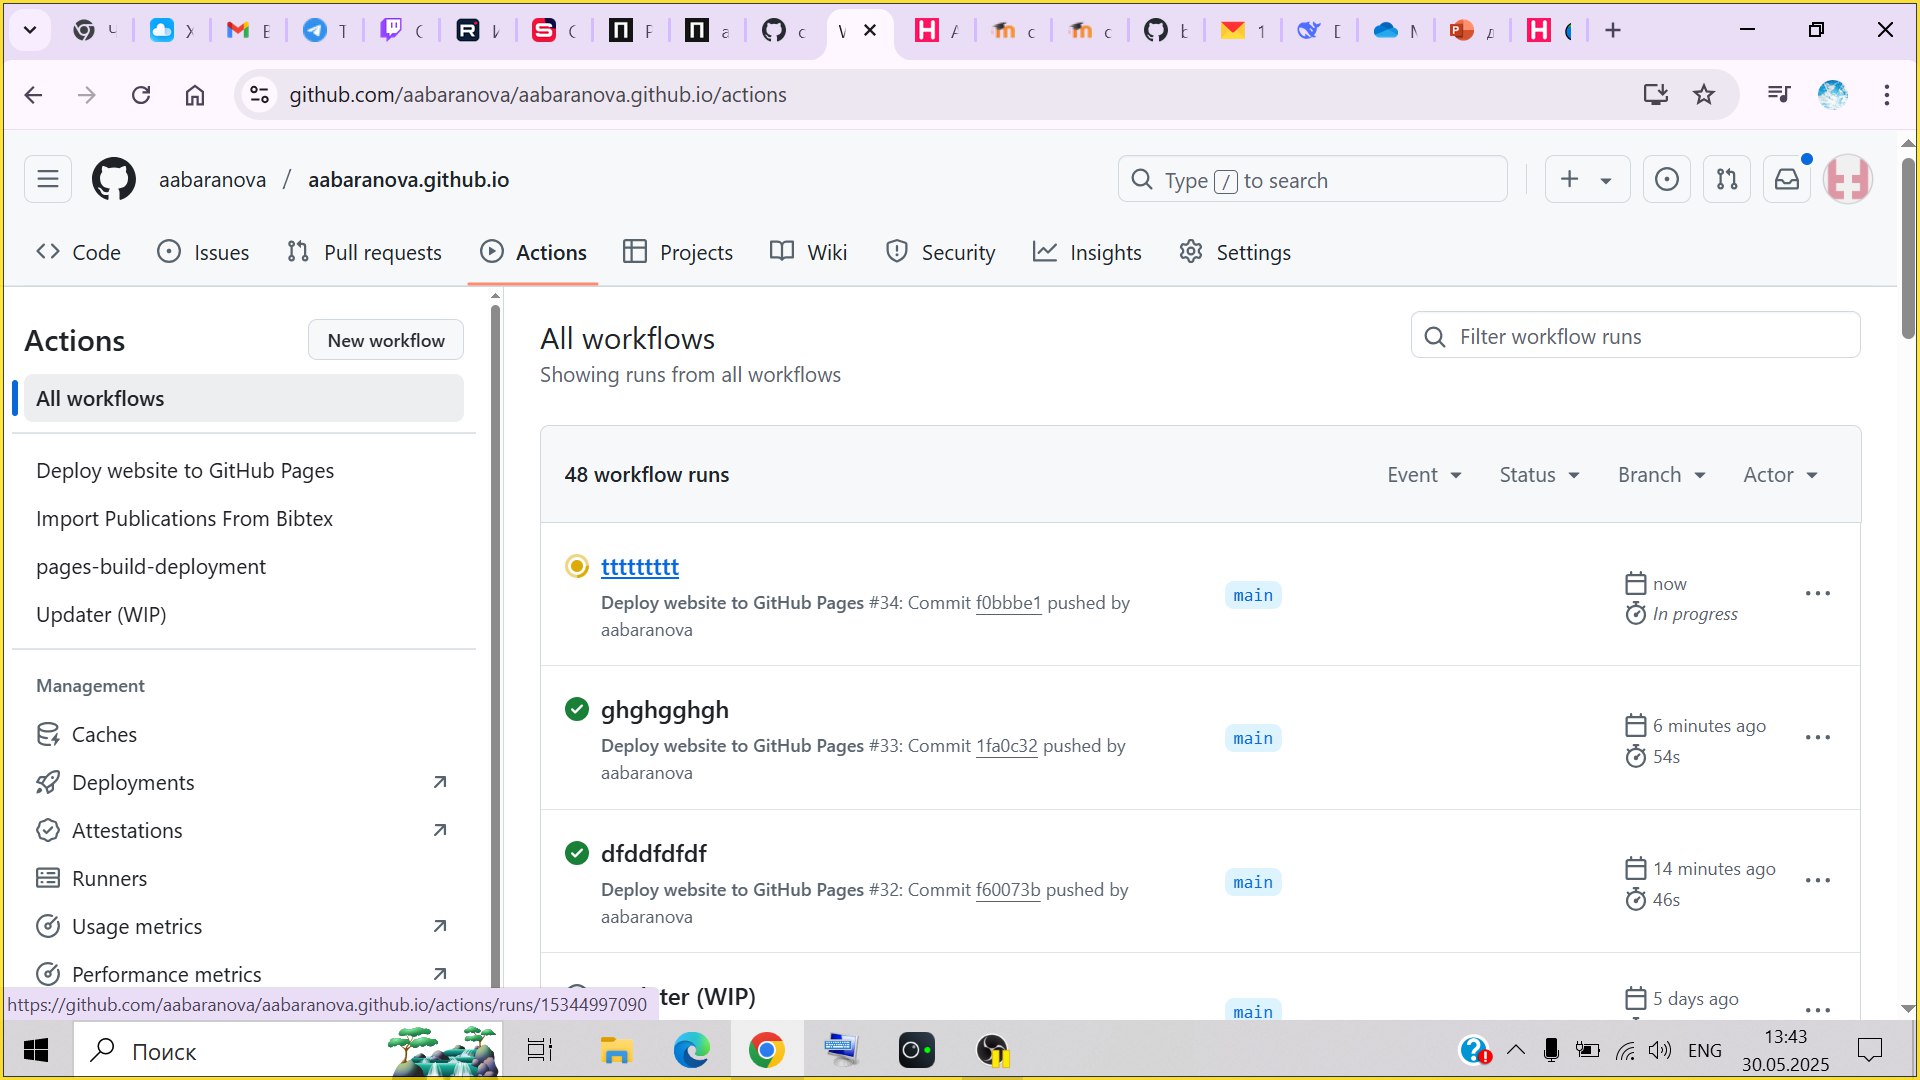 github.com/aabaranova/aabaranova.github.io/actions
aabaranova / aabaranova.github.io
Type / to search
Code
Issues
Pull requests
Actions
Projects
Wiki
Security
Insights
Settings
Actions
New workflow
All workflows
Deploy website to GitHub Pages
Import Publications From Bibtex
pages-build-deployment
Updater (WIP)
Management
Caches
Deployments
Attestations
Runners
Usage metrics
Performance metrics
All workflows
Showing runs from all workflows
Filter workflow runs
48 workflow runs
Event
Status
Branch
Actor
ttttttttt
Deploy website to GitHub Pages #34: Commit f0bbbe1 pushed by
aabaranova
main
now
In progress
ghghgghgh
Deploy website to GitHub Pages #33: Commit 1fa0c32 pushed by
aabaranova
main
6 minutes ago
54s
dfddfdfdf
Deploy website to GitHub Pages #32: Commit f60073b pushed by
aabaranova
main
14 minutes ago
46s
(WIP)
main
5 days ago
https://github.com/aabaranova/aabaranova.github.io/actions/runs/15344997090
Поиск
ENG
13:43
30.05.2025